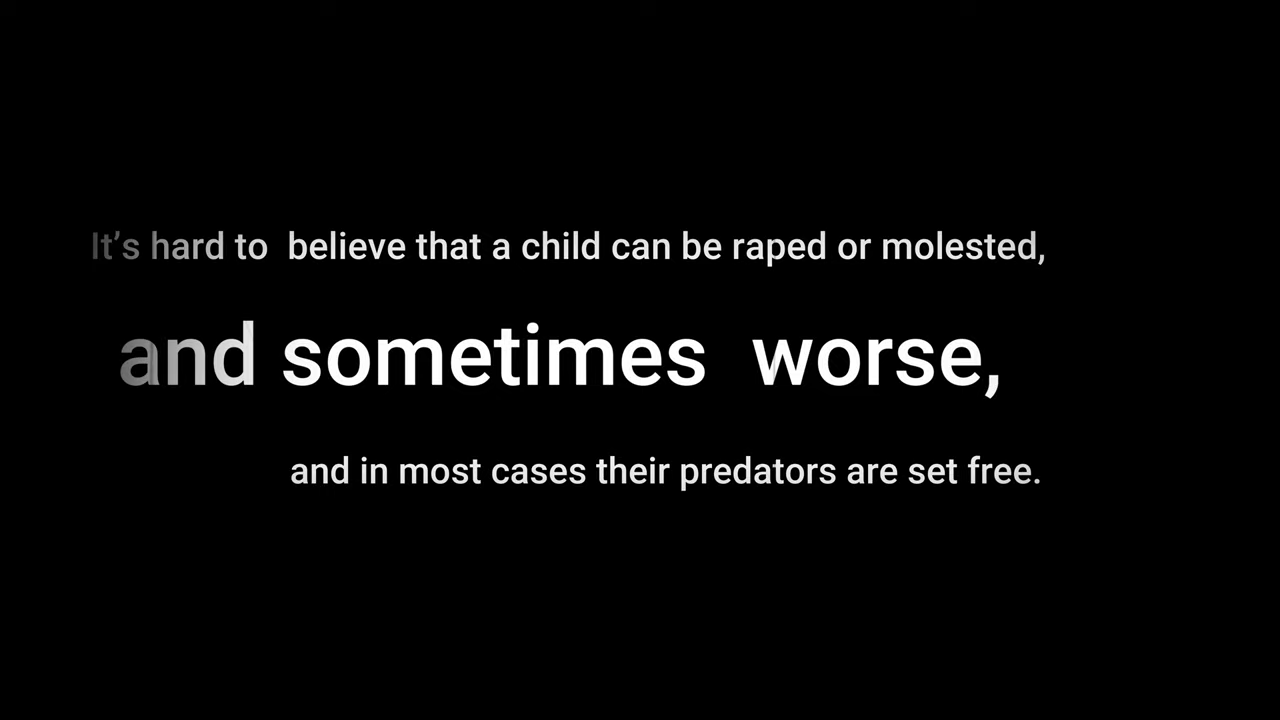 It’s hard to believe that a child can be raped or molested,
and sometimes worse,
and in most cases their predators are set free.